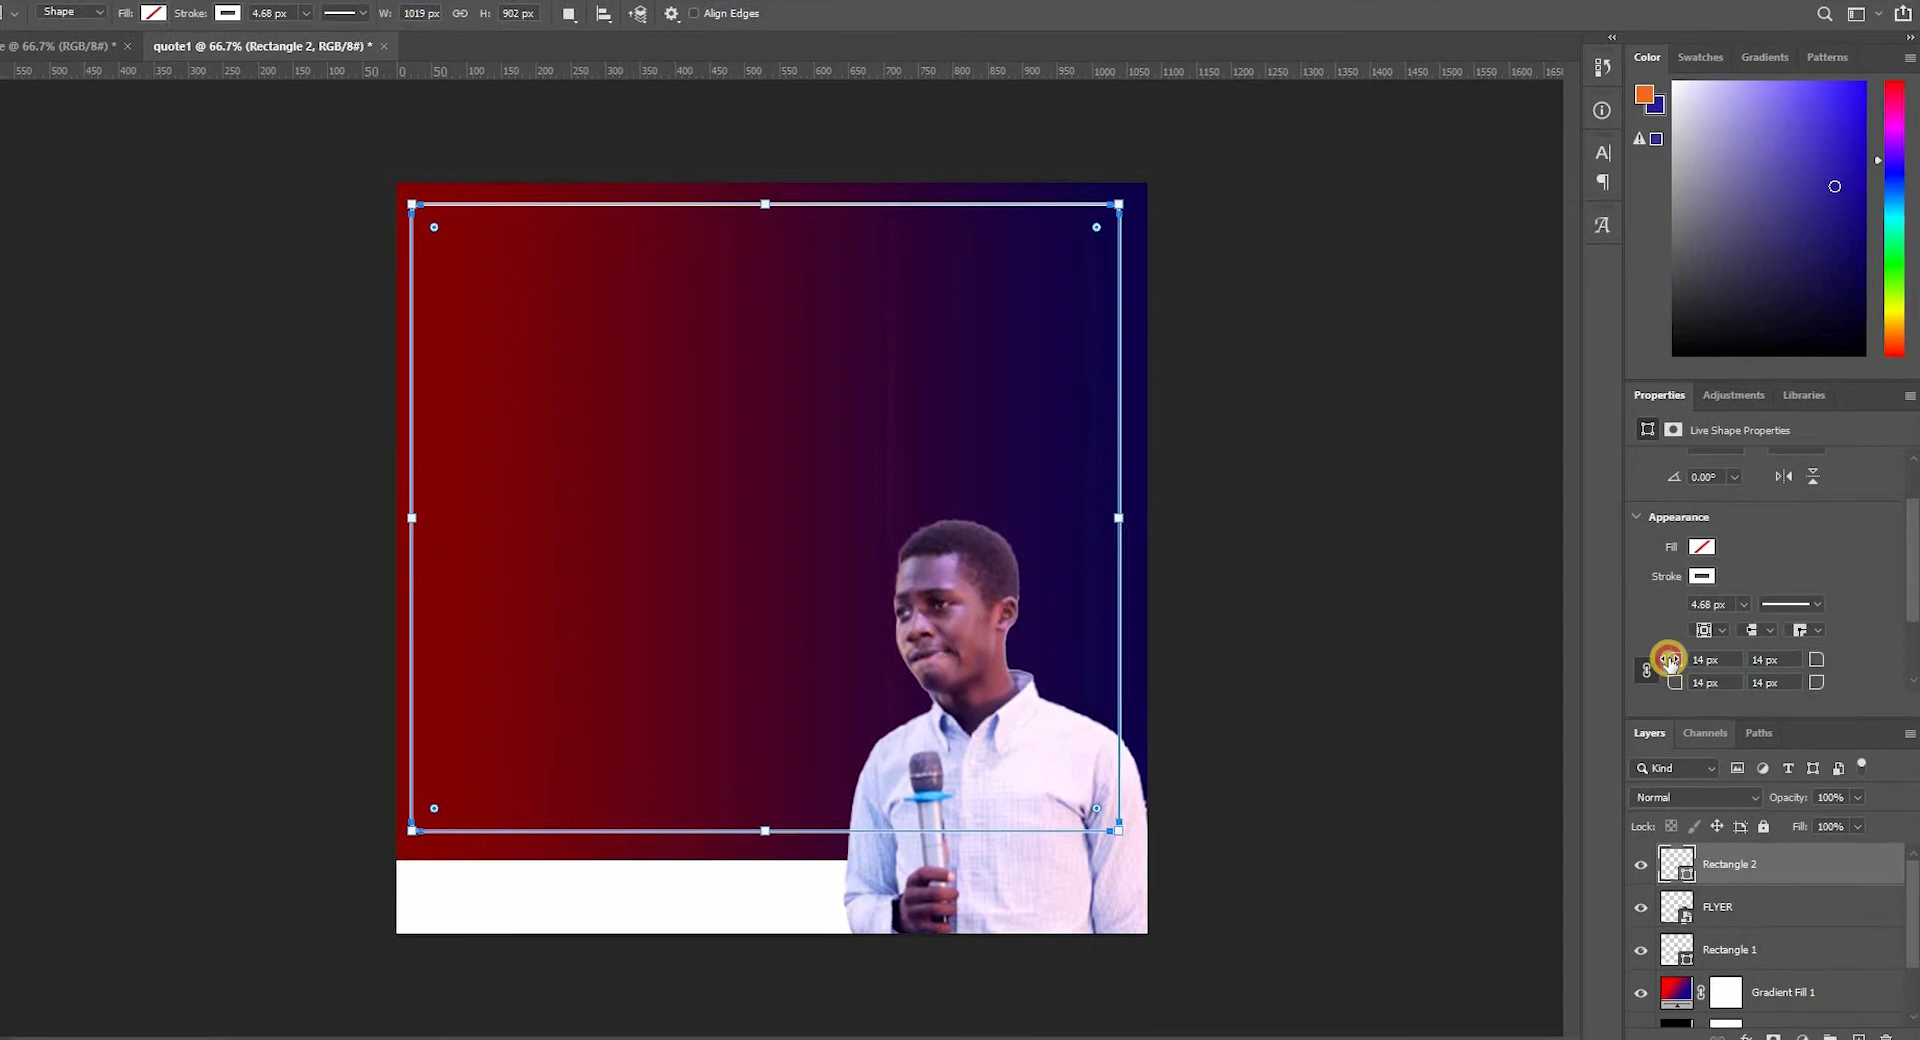 Shape Fill: Stroke: 4.68 px W: 1019 px H: 902 px Align Edges
e @ 66.7% (RGB/8#) * × quote1 @ 66.7% (Rectangle 2, RGB/8#) * ×
550 500 450 400 350 300 250 200 150 100 50 0 50 100 150 200 250 300 350 400 450 500 550 600 650 700 750 800 850 900 950 1000 1050 1100 1150 1200 1250 1300 1350 1400 1450 1500 1550 1600 1650
Color Swatches Gradients Patterns
Properties Adjustments Libraries
Live Shape Properties
0.00°
Appearance
Fill
Stroke
4.68 px
14 px 14 px
14 px 14 px
Layers Channels Paths
Kind
Normal Opacity: 100%
Lock: Fill: 100%
Rectangle 2
FLYER
Rectangle 1
Gradient Fill 1